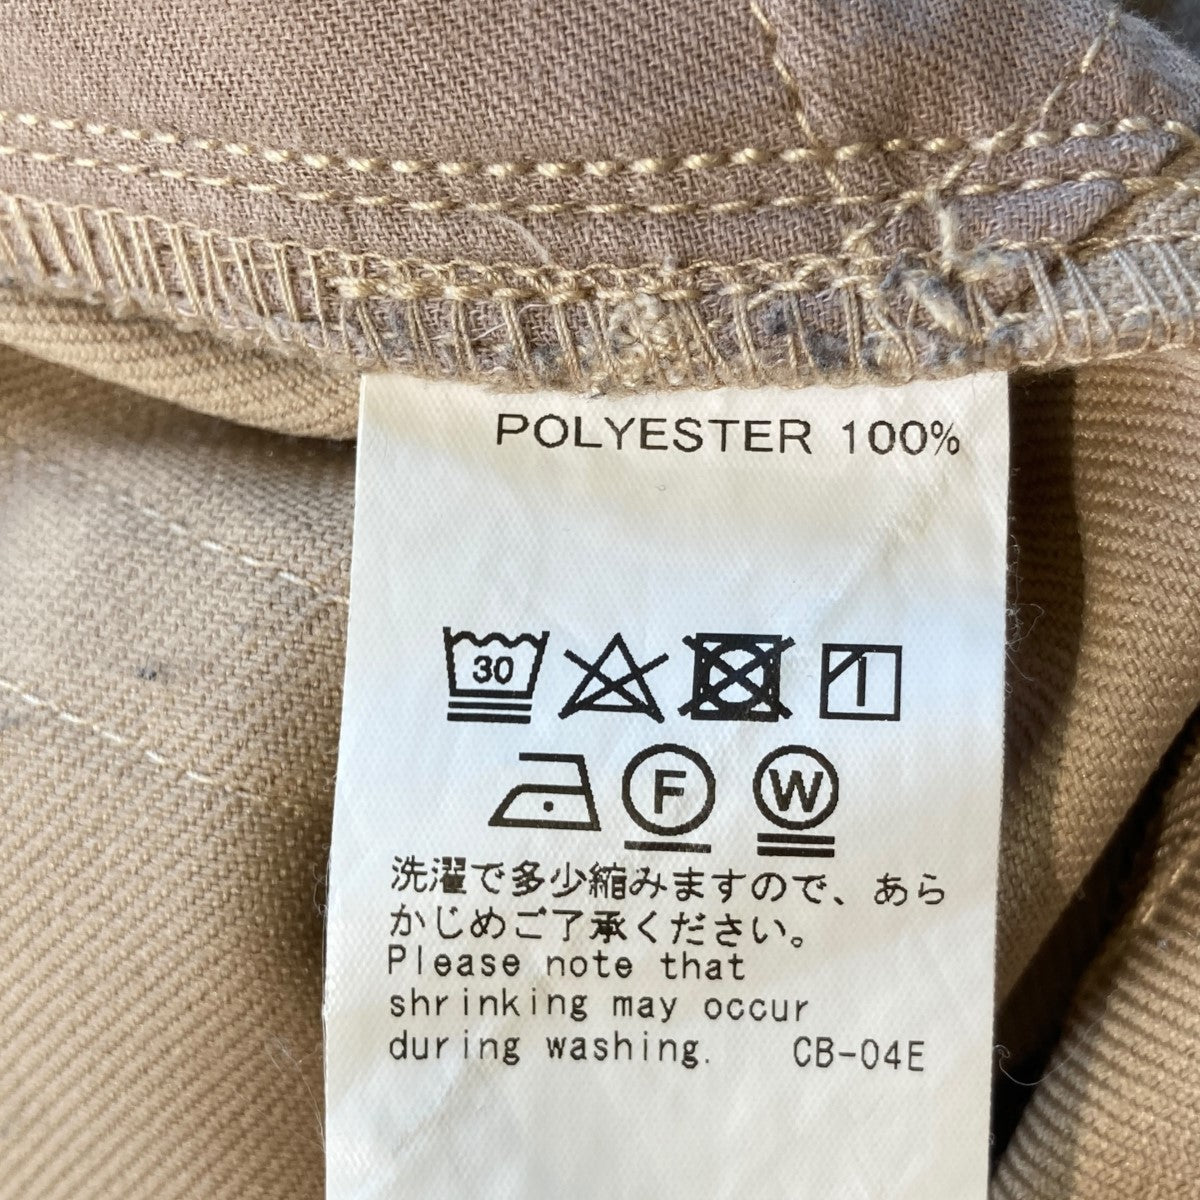 POLYESTER 100%
30
F W
洗濯で多少縮みますので、あら
かじめご了承ください。
Please note that
shrinking may occur
during washing. CB-04E